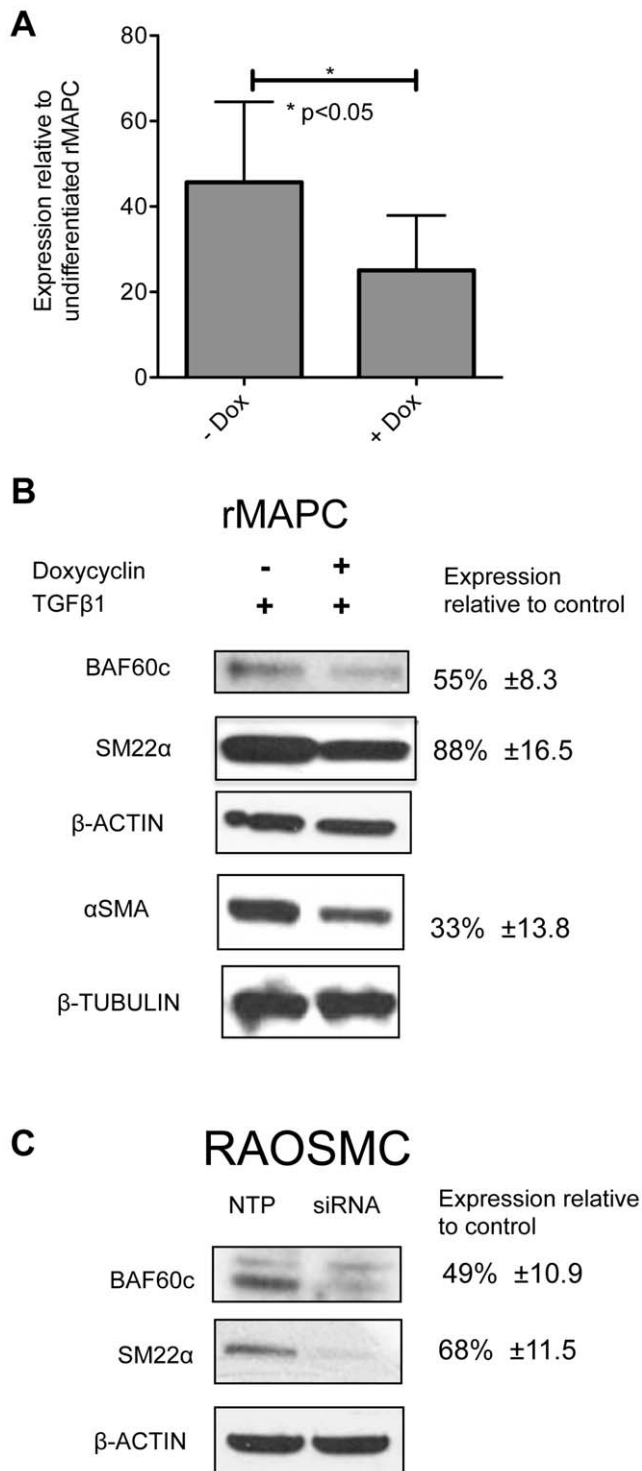 A
Expression relative to
undifferentiated rMAPC
80
60
40
20
0
*
* p<0.05
- Dox
+ Dox
B
rMAPC
Doxycyclin - +
TGFβ1 + +
Expression
relative to control
BAF60c 55% ±8.3
SM22α 88% ±16.5
β-ACTIN
αSMA 33% ±13.8
β-TUBULIN
C
RAOSMC
NTP siRNA
Expression relative
to control
BAF60c 49% ±10.9
SM22α 68% ±11.5
β-ACTIN